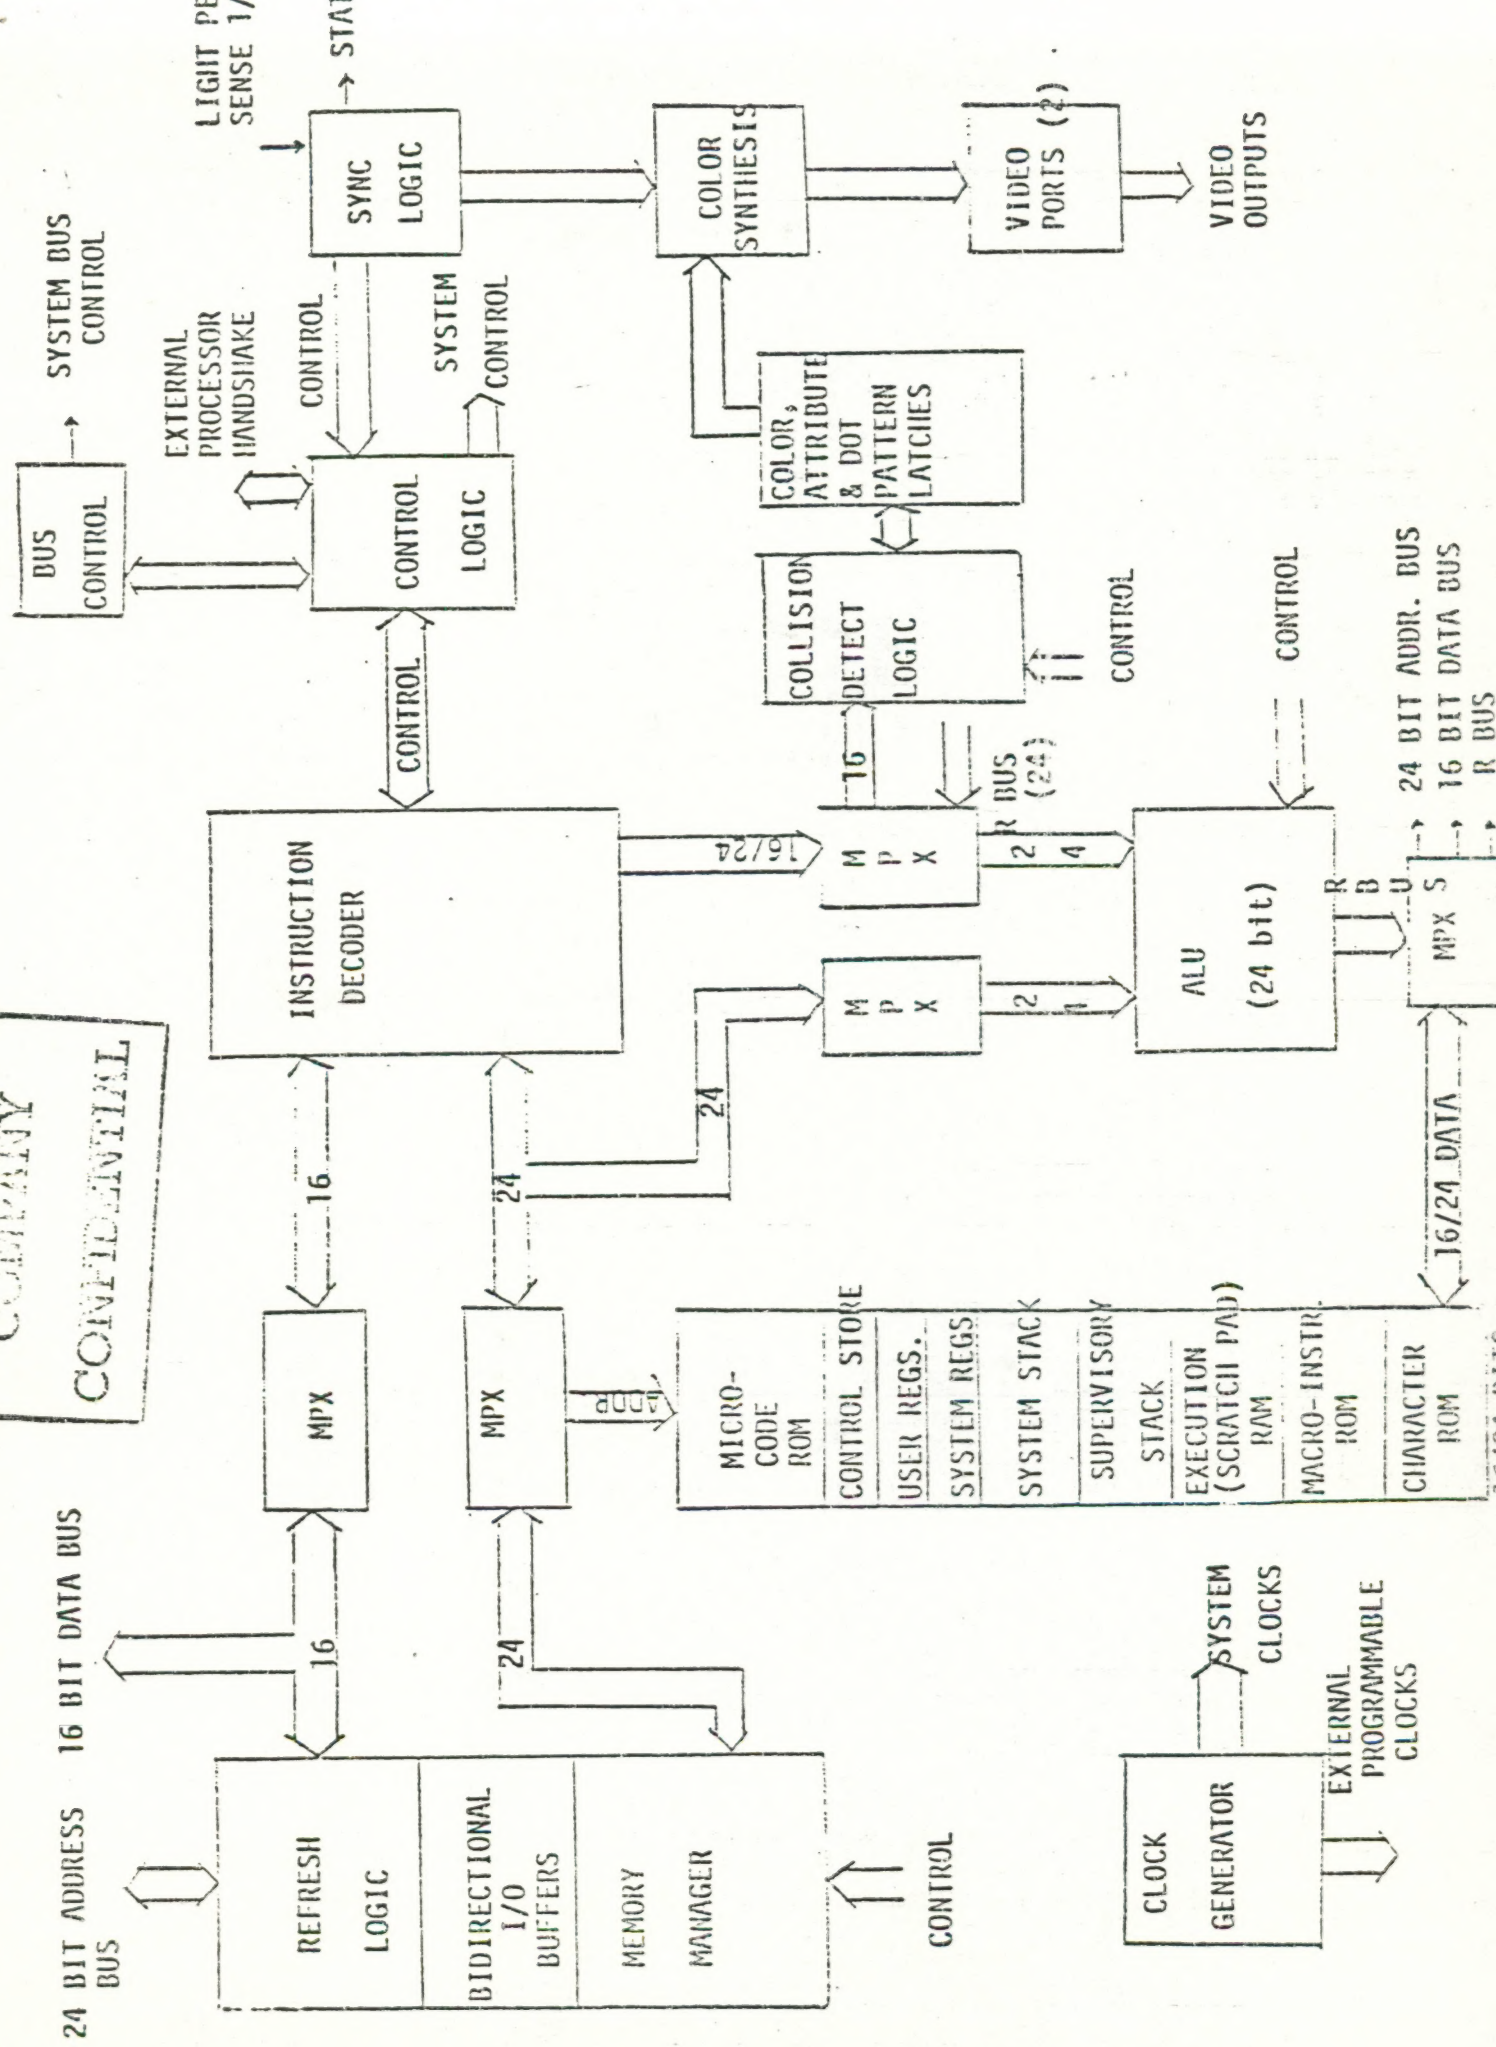 COMPANY
CONFIDENTIAL
24 BIT ADDRESS
BUS
16 BIT DATA BUS
REFRESH
LOGIC
BIDIRECTIONAL
I/O
BUFFERS
MEMORY
MANAGER
CONTROL
16
24
MPX
MPX
16
24
ADDR
24
INSTRUCTION
DECODER
CONTROL
BUS
CONTROL
SYSTEM BUS
CONTROL
EXTERNAL
PROCESSOR
HANDSHAKE
CONTROL
LOGIC
CONTROL
SYSTEM
CONTROL
LIGHT PE
SENSE 1/
SYNC
LOGIC
COLOR
SYNTHESIS
VIDEO
PORTS (2)
VIDEO
OUTPUTS
COLOR,
ATTRIBUTE
& DOT
PATTERN
LATCHES
COLLISION
DETECT
LOGIC
CONTROL
16
R BUS
(24)
16/24
M
P
X
M
P
X
2 4
2 4
ALU
(24 bit)
CONTROL
R
B
U
S
MPX
24 BIT ADDR. BUS
16 BIT DATA BUS
R BUS
16/24 DATA
MICRO-
CODE
ROM
CONTROL STORE
USER REGS.
SYSTEM REGS
SYSTEM STACK
SUPERVISORY
STACK
EXECUTION
(SCRATCH PAD)
RAM
MACRO-INSTR.
ROM
CHARACTER
ROM
CLOCK
GENERATOR
SYSTEM
CLOCKS
EXTERNAL
PROGRAMMABLE
CLOCKS